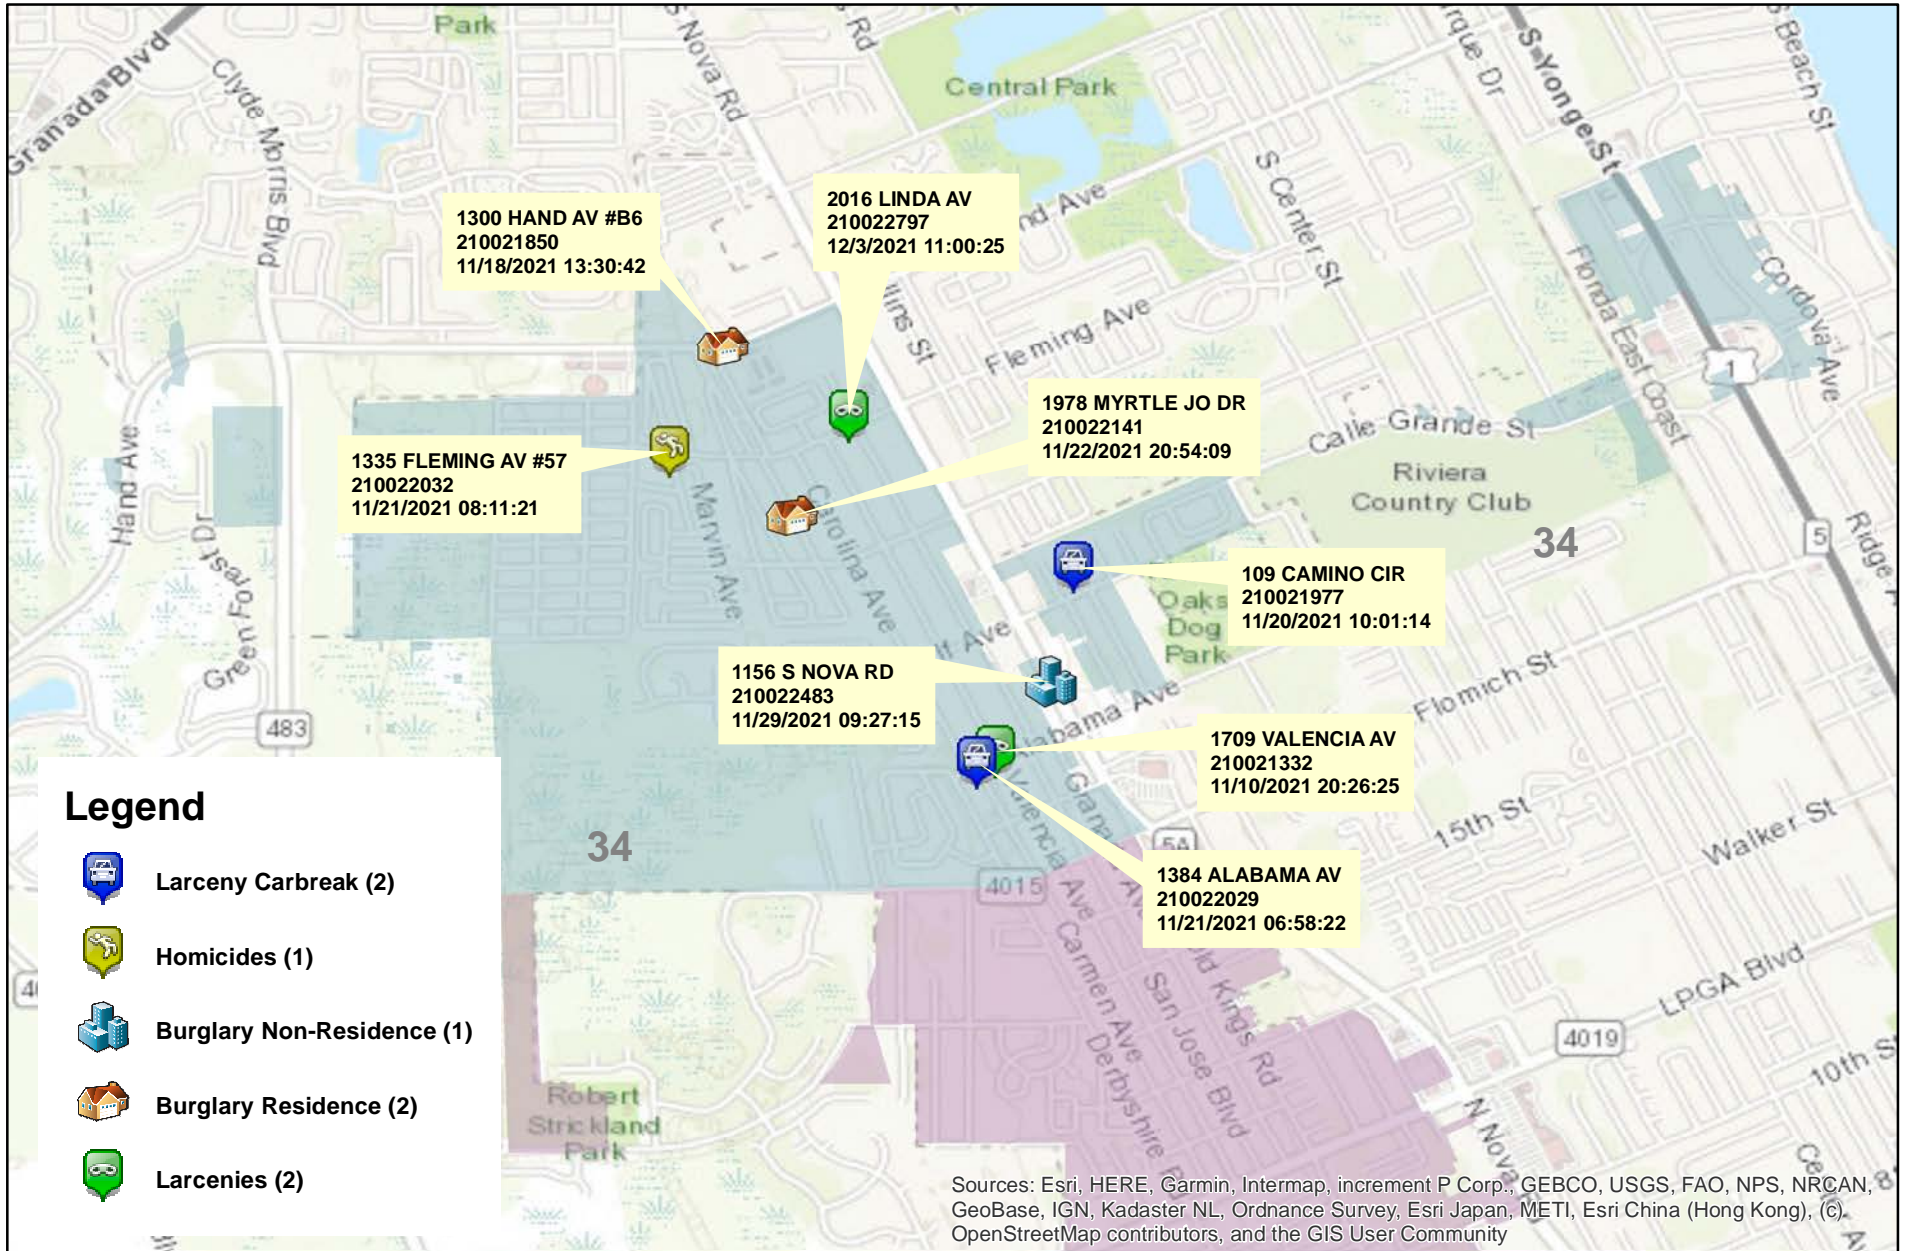 Granada Blvd
Clyde Morris Blvd
Park
S Nova Rd
Central Park
S Yonge St
S Beach St
S Center St
1300 HAND AV #B6
210021850
11/18/2021 13:30:42
2016 LINDA AV
210022797
12/3/2021 11:00:25
Fleming Ave
Florida East Coast
Cordova Ave
1
1335 FLEMING AV #57
210022032
11/21/2021 08:11:21
1978 MYRTLE JO DR
210022141
11/22/2021 20:54:09
Calle Grande St
Riviera
Country Club
34
5
Hand Ave
Green Forest Dr
Marvin Ave
Carolina Ave
109 CAMINO CIR
210021977
11/20/2021 10:01:14
Oaks
Dog
Park
1156 S NOVA RD
210022483
11/29/2021 09:27:15
Alabama Ave
Flomich St
483
1709 VALENCIA AV
210021332
11/10/2021 20:26:25
Valencia Ave
15th St
Walker St
34
5A
4015
1384 ALABAMA AV
210022029
11/21/2021 06:58:22
Carmen Ave
Derbyshire
San Jose Blvd
Old Kings Rd
LPGA Blvd
4019
10th S
N Nova
Robert
Strickland
Park
Legend
Larceny Carbreak (2)
Homicides (1)
Burglary Non-Residence (1)
Burglary Residence (2)
Larcenies (2)
Sources: Esri, HERE, Garmin, Intermap, increment P Corp., GEBCO, USGS, FAO, NPS, NRCAN,
GeoBase, IGN, Kadaster NL, Ordnance Survey, Esri Japan, METI, Esri China (Hong Kong), (c)
OpenStreetMap contributors, and the GIS User Community